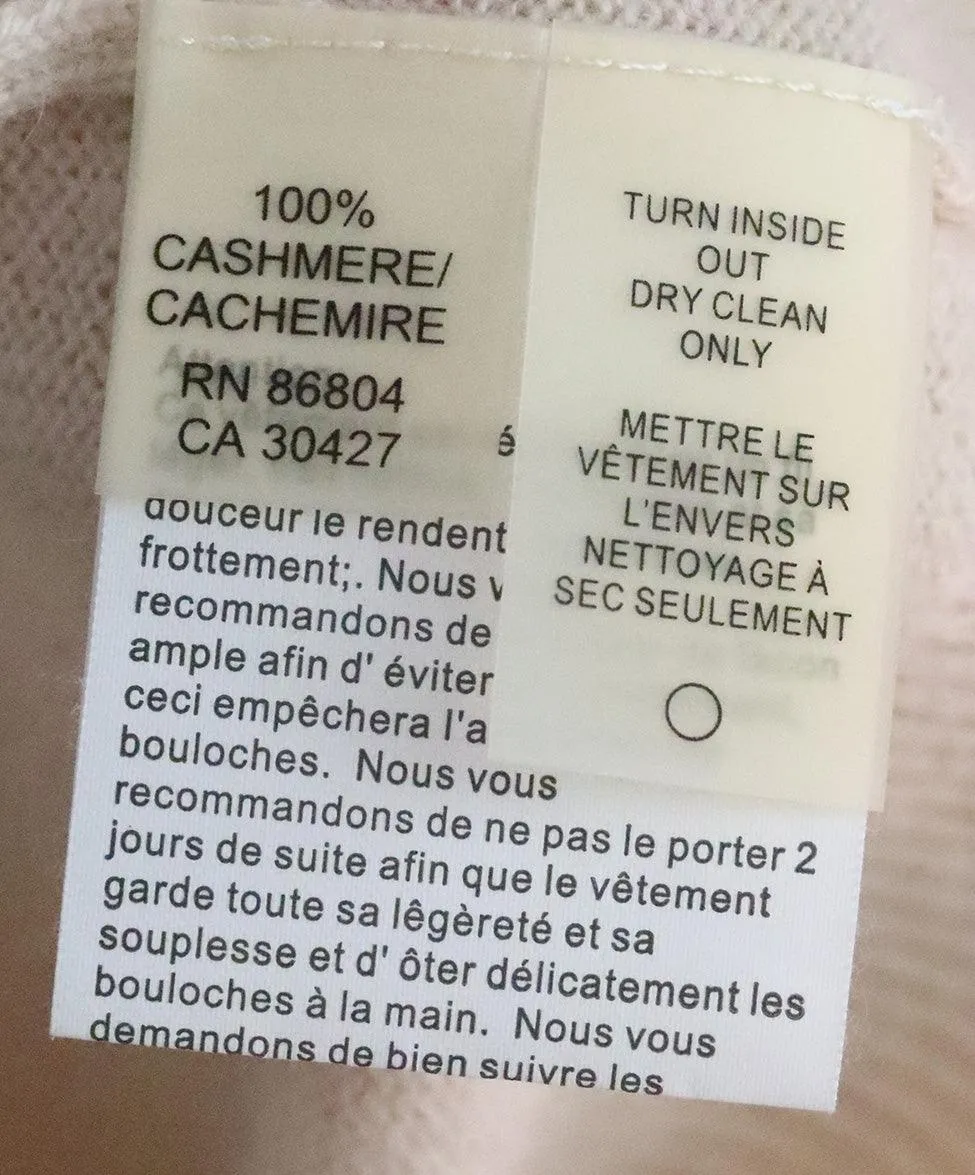 100%
CASHMERE/
CACHEMIRE
RN 86804
CA 30427
TURN INSIDE
OUT
DRY CLEAN
ONLY
METTRE LE
VÊTEMENT SUR
L'ENVERS
NETTOYAGE À
SEC SEULEMENT
é
douceur le rendent
frottement;. Nous v
recommandons de
ample afin d' éviter
ceci empêchera l'a
bouloches. Nous vous
recommandons de ne pas le porter 2
jours de suite afin que le vêtement
garde toute sa lêgèreté et sa
souplesse et d' ôter délicatement les
bouloches à la main. Nous vous
demandons de bien suivre les